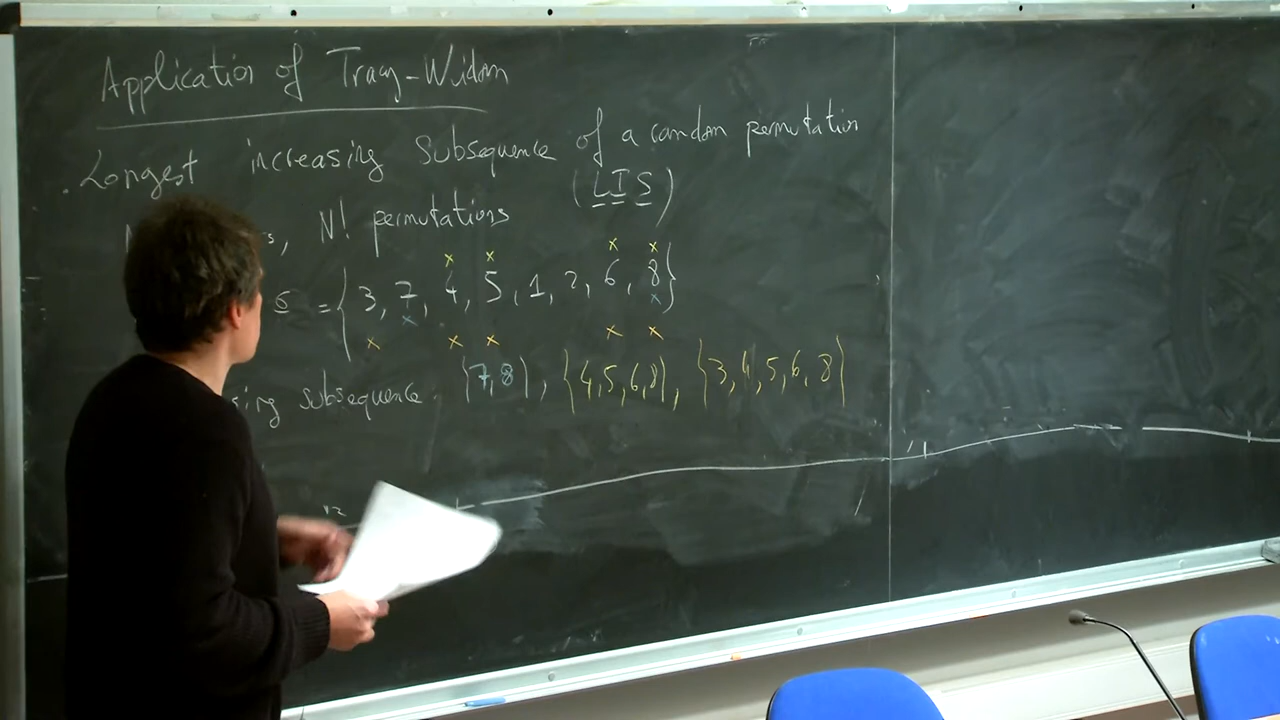 Application of Tracy-Widom
. Longest increasing Subsequence of a random permutation
(LIS)
N! permutations
σ = { 3, 7, 4, 5, 1, 2, 6, 8 }
subsequence. {7,8}, {4,5,6,8}, {3,4,5,6,8}